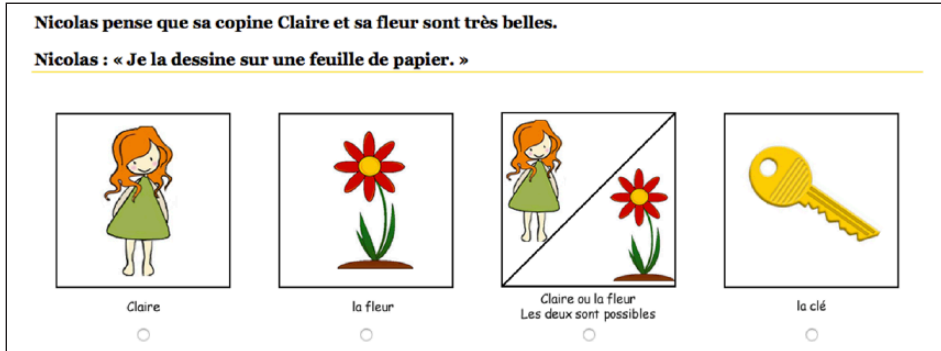 Nicolas pense que sa copine Claire et sa fleur sont très belles.
Nicolas : « Je la dessine sur une feuille de papier. »
Claire
la fleur
Claire ou la fleur
Les deux sont possibles
la clé